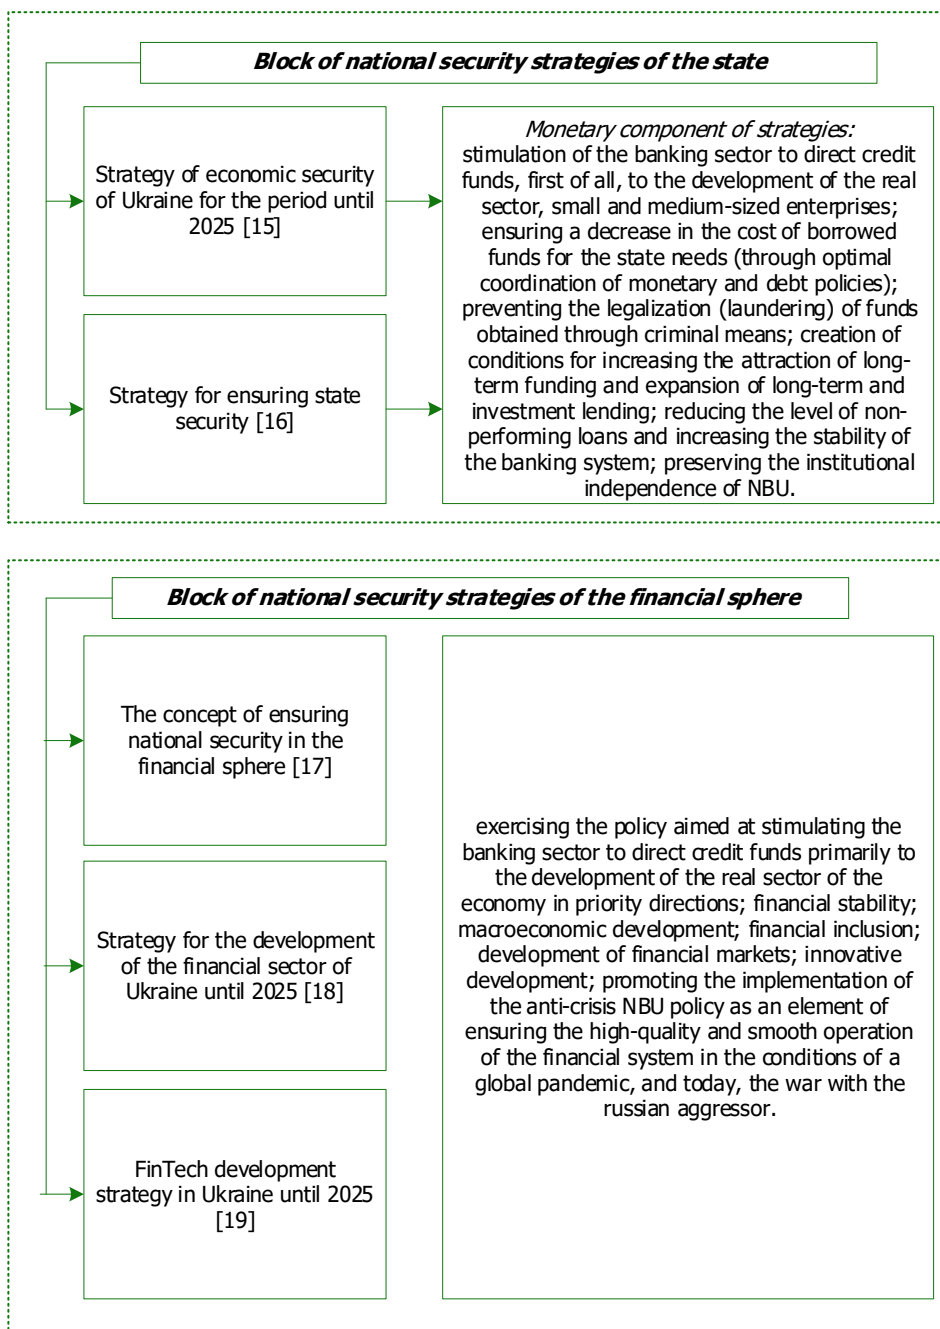 Block of national security strategies of the state
Strategy of economic security
of Ukraine for the period until
2025 [15]
Strategy for ensuring state
security [16]
Monetary component of strategies:
stimulation of the banking sector to direct credit
funds, first of all, to the development of the real
sector, small and medium-sized enterprises;
ensuring a decrease in the cost of borrowed
funds for the state needs (through optimal
coordination of monetary and debt policies);
preventing the legalization (laundering) of funds
obtained through criminal means; creation of
conditions for increasing the attraction of long-
term funding and expansion of long-term and
investment lending; reducing the level of non-
performing loans and increasing the stability of
the banking system; preserving the institutional
independence of NBU.
Block of national security strategies of the financial sphere
The concept of ensuring
national security in the
financial sphere [17]
Strategy for the development
of the financial sector of
Ukraine until 2025 [18]
FinTech development
strategy in Ukraine until 2025
[19]
exercising the policy aimed at stimulating the
banking sector to direct credit funds primarily to
the development of the real sector of the
economy in priority directions; financial stability;
macroeconomic development; financial inclusion;
development of financial markets; innovative
development; promoting the implementation of
the anti-crisis NBU policy as an element of
ensuring the high-quality and smooth operation
of the financial system in the conditions of a
global pandemic, and today, the war with the
russian aggressor.